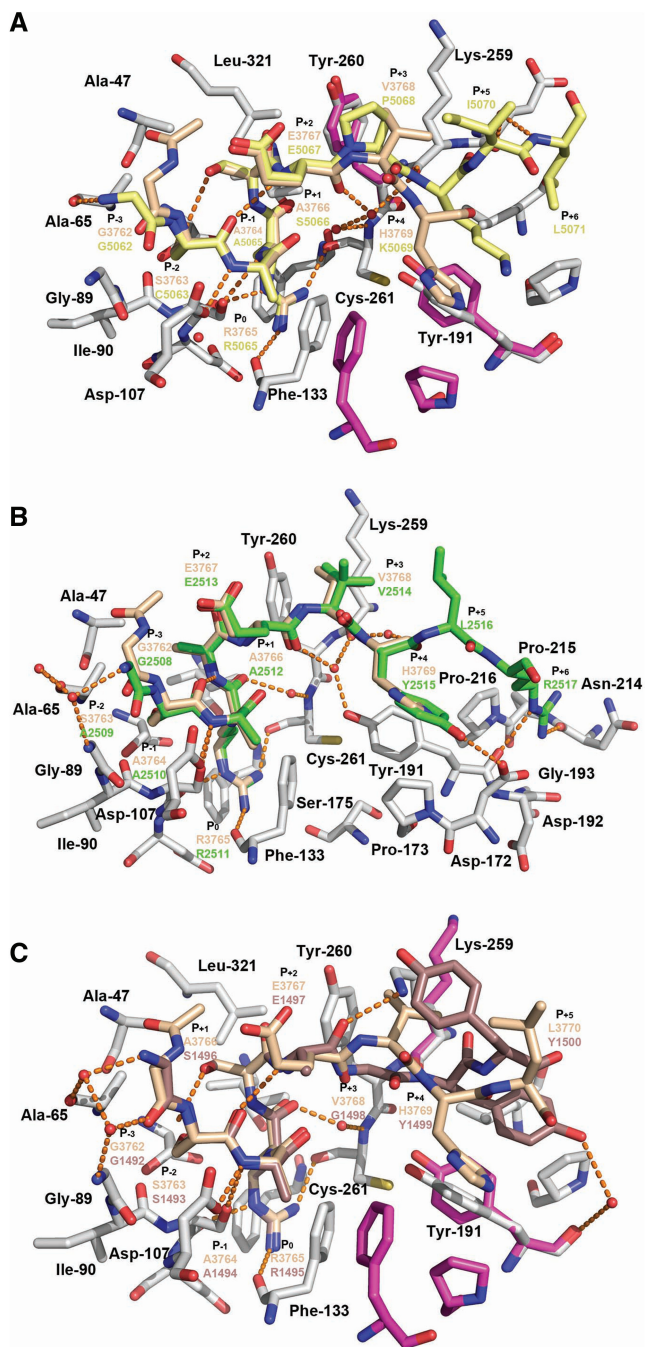 A
Leu-321
Tyr-260
Lys-259
P+3
V3768
P5068
P+5
I5070
Ala-47
P+2
E3767
E5067
P+1
A3766
S5066
Ala-65
P-3
G3762
G5062
P-1
A3764
A5065
P+4
H3769
K5069
P+6
L5071
P-2
S3763
C5063
Gly-89
Cys-261
Ile-90
P0
R3765
R5065
Tyr-191
Asp-107
Phe-133
B
Lys-259
Tyr-260
P+2
E3767
E2513
P+3
V3768
V2514
Ala-47
P+5
L2516
P-3
G3762
G2508
P+1
A3766
A2512
P+4
H3769
Y2515
Pro-215
P+6
R2517
Pro-216
Asn-214
Ala-65
P-2
S3763
A2509
P-1
A3764
A2510
Cys-261
Tyr-191
Gly-89
Gly-193
Asp-107
Ser-175
Asp-192
Ile-90
P0
R3765
R2511
Phe-133
Pro-173
Asp-172
C
Lys-259
Tyr-260
Leu-321
P+2
E3767
E1497
Ala-47
P+5
L3770
Y1500
P+1
A3766
S1496
P+3
V3768
G1498
P+4
H3769
Y1499
Ala-65
P-3
G3762
G1492
P-2
S3763
S1493
Gly-89
Cys-261
Asp-107
Tyr-191
Ile-90
P-1
A3764
A1494
P0
R3765
R1495
Phe-133